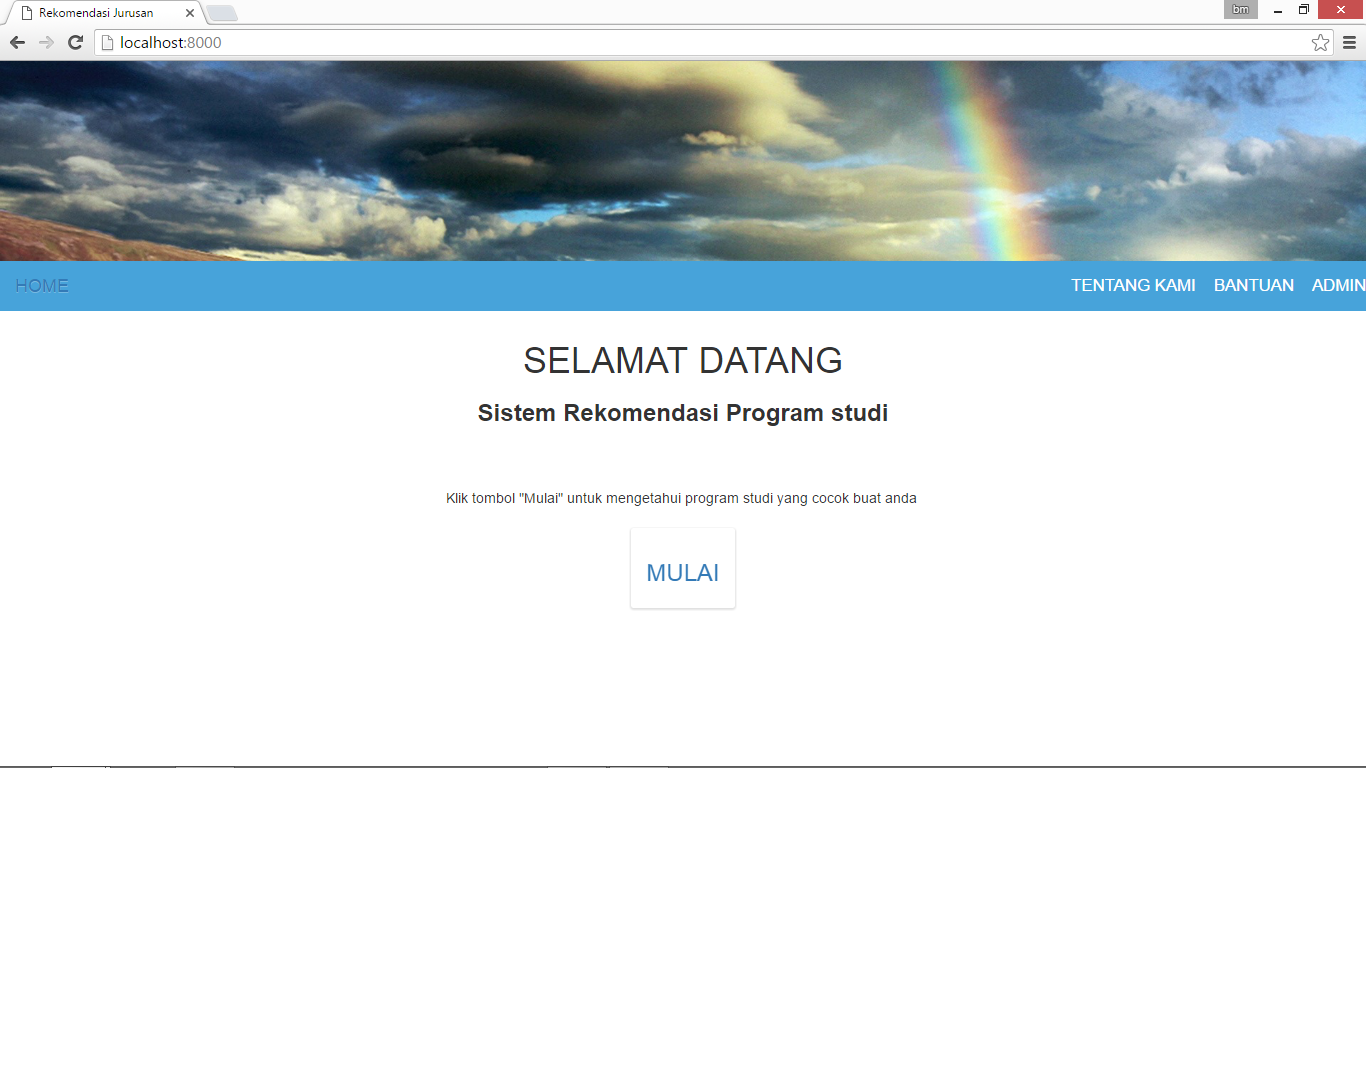 Rekomendasi Jurusan
bm
localhost:8000
HOME
TENTANG KAMI BANTUAN ADMIN
SELAMAT DATANG
Sistem Rekomendasi Program studi
Klik tombol "Mulai" untuk mengetahui program studi yang cocok buat anda
MULAI